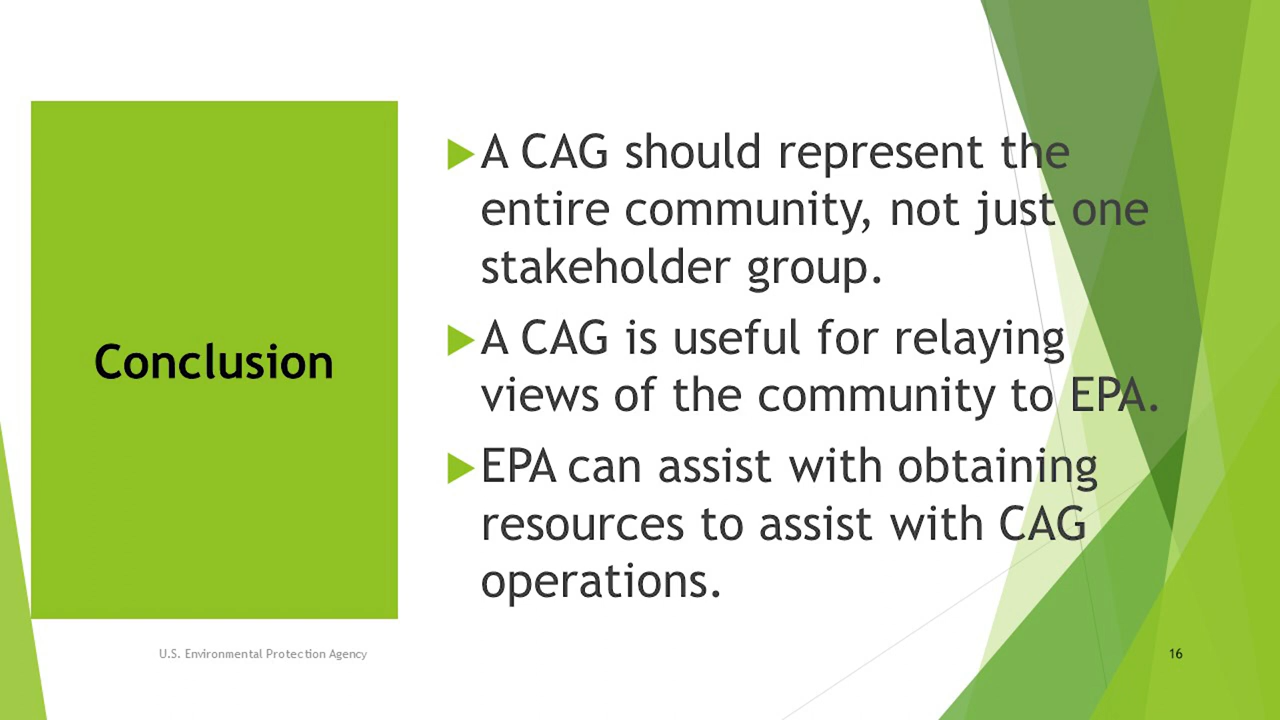 Conclusion
A CAG should represent the
entire community, not just one
stakeholder group.
A CAG is useful for relaying
views of the community to EPA.
EPA can assist with obtaining
resources to assist with CAG
operations.
U.S. Environmental Protection Agency
16